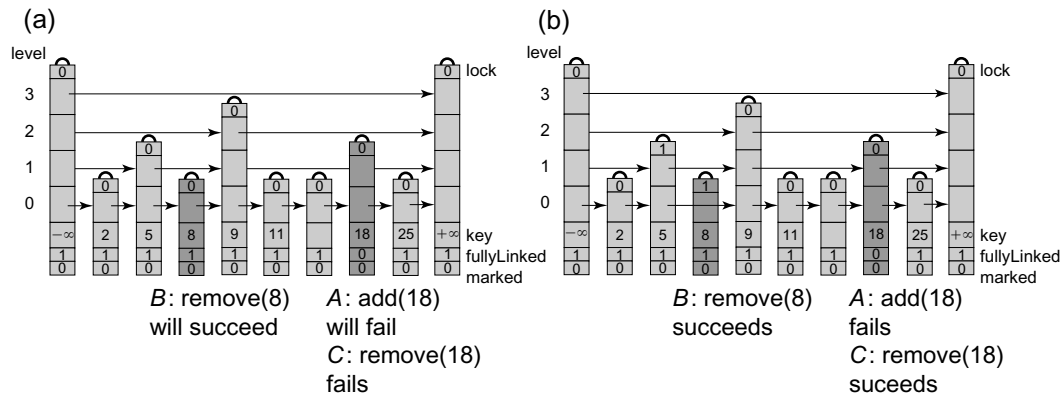 (a)
level
0 0 lock
3
0
2
0 0
1
0 0 0 0 0
0
−∞ 2 5 8 9 11 18 25 +∞ key
1 1 1 1 1 1 1 0 1 1 fullyLinked
0 0 0 0 0 0 0 0 0 0 marked
B: remove(8)
will succeed
A: add(18)
will fail
C: remove(18)
fails
(b)
level
0 0 lock
3
0
2
1 0
1
0 1 0 0 0
0
−∞ 2 5 8 9 11 18 25 +∞ key
1 1 1 1 1 1 1 0 1 1 fullyLinked
0 0 0 0 0 0 0 0 0 0 marked
B: remove(8)
succeeds
A: add(18)
fails
C: remove(18)
suceeds